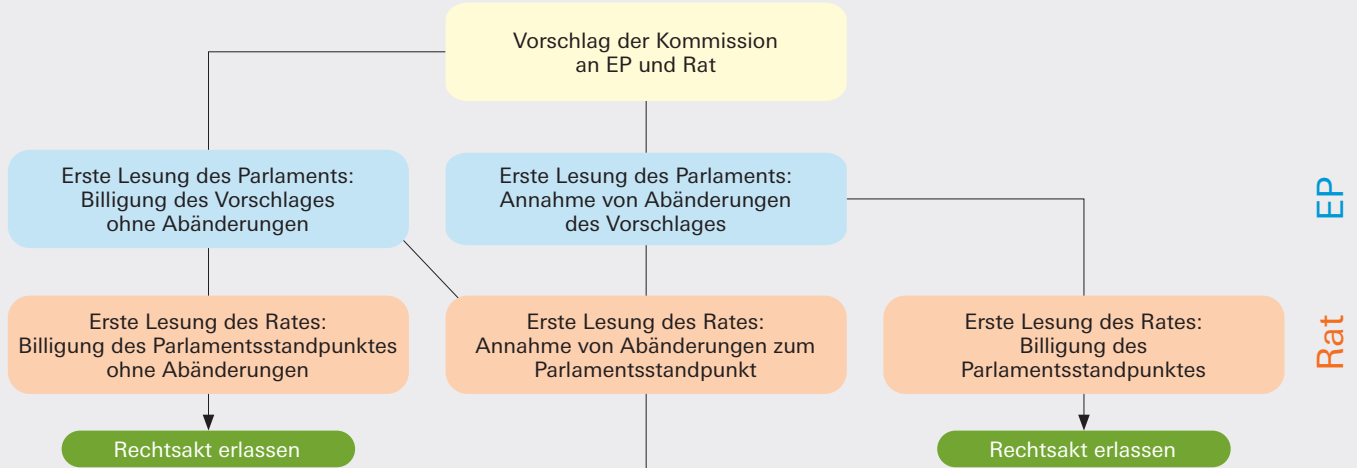 Vorschlag der Kommission
an EP und Rat
Erste Lesung des Parlaments:
Billigung des Vorschlages
ohne Abänderungen
Erste Lesung des Parlaments:
Annahme von Abänderungen
des Vorschlages
EP
Erste Lesung des Rates:
Billigung des Parlamentsstandpunktes
ohne Abänderungen
Erste Lesung des Rates:
Annahme von Abänderungen zum
Parlamentsstandpunkt
Erste Lesung des Rates:
Billigung des
Parlamentsstandpunktes
Rat
Rechtsakt erlassen
Rechtsakt erlassen